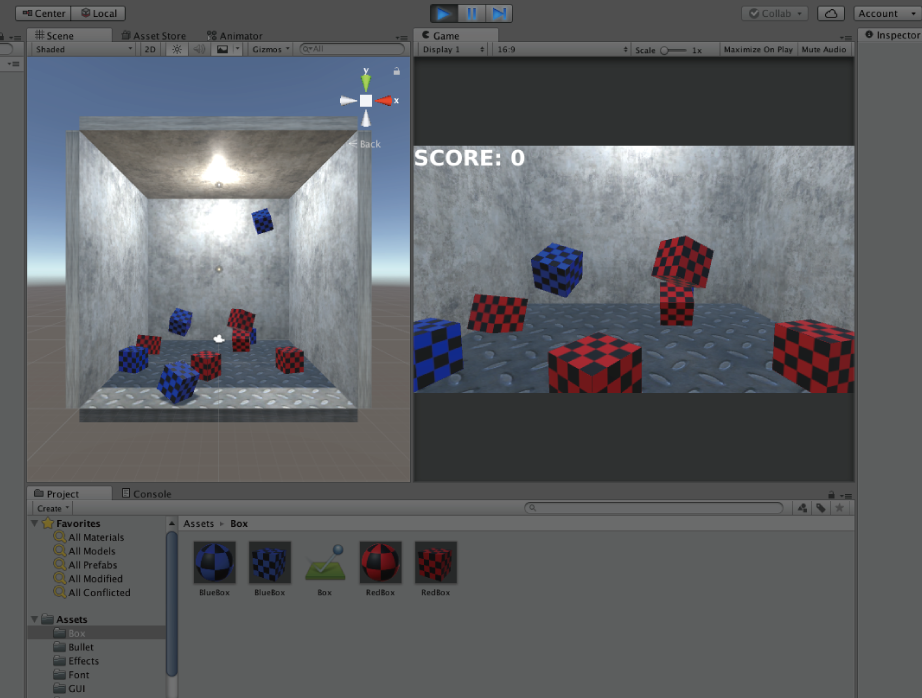 Center Local Collab Account
Scene Asset Store Animator Game Inspector
Shaded 2D Gizmos All Display 1 16:9 Scale 1x Maximize On Play Mute Audio
y
x
Back
SCORE: 0
Project Console
Create
Favorites Assets Box
All Materials
All Models
All Prefabs
All Modified
All Conflicted
BlueBox BlueBox Box RedBox RedBox
Assets
Box
Bullet
Effects
Font
GUI